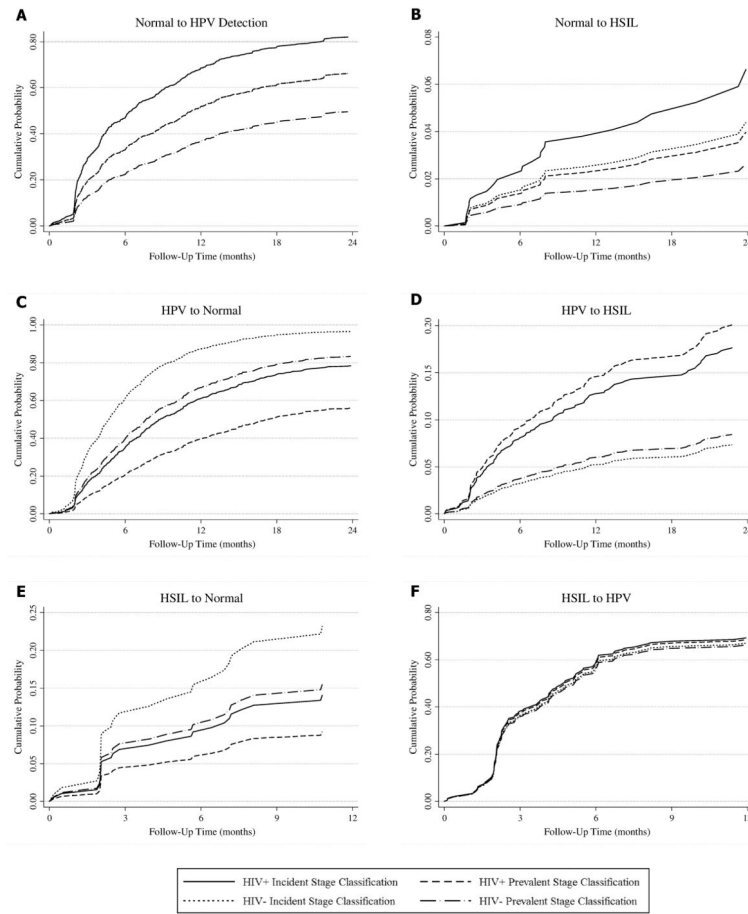 A
Normal to HPV Detection
Cumulative Probability
0.00 0.20 0.40 0.60 0.80
0 6 12 18 24
Follow-Up Time (months)
B
Normal to HSIL
Cumulative Probability
0.00 0.02 0.04 0.06 0.08
0 6 12 18 24
Follow-Up Time (months)
C
HPV to Normal
Cumulative Probability
0.00 0.20 0.40 0.60 0.80 1.00
0 6 12 18 24
Follow-Up Time (months)
D
HPV to HSIL
Cumulative Probability
0.00 0.05 0.10 0.15 0.20
0 6 12 18 24
Follow-Up Time (months)
E
HSIL to Normal
Cumulative Probability
0.00 0.05 0.10 0.15 0.20 0.25
0 3 6 9 12
Follow-Up Time (months)
F
HSIL to HPV
Cumulative Probability
0.00 0.20 0.40 0.60 0.80
0 3 6 9 12
Follow-Up Time (months)
HIV+ Incident Stage Classification
HIV+ Prevalent Stage Classification
HIV- Incident Stage Classification
HIV- Prevalent Stage Classification